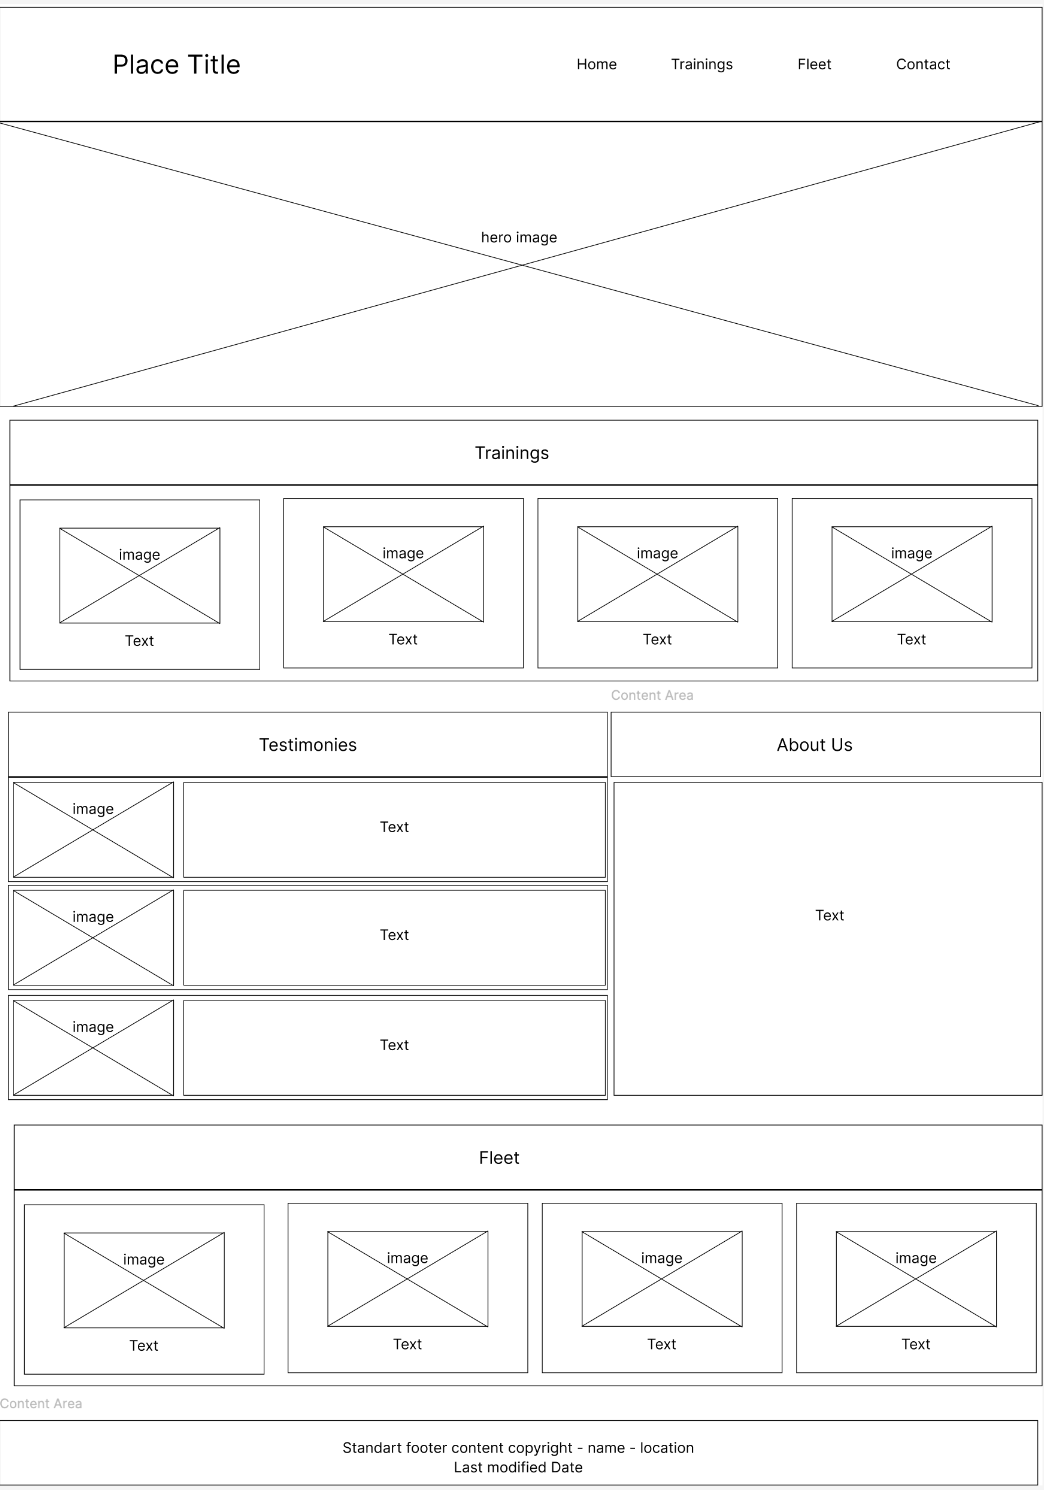 Place Title
Home Trainings Fleet Contact
hero image
Trainings
image image image image
Text Text Text Text
Content Area
Testimonies
About Us
image
Text
image
Text
image
Text
Text
Fleet
image image image image
Text Text Text Text
Content Area
Standart footer content copyright - name - location
Last modified Date